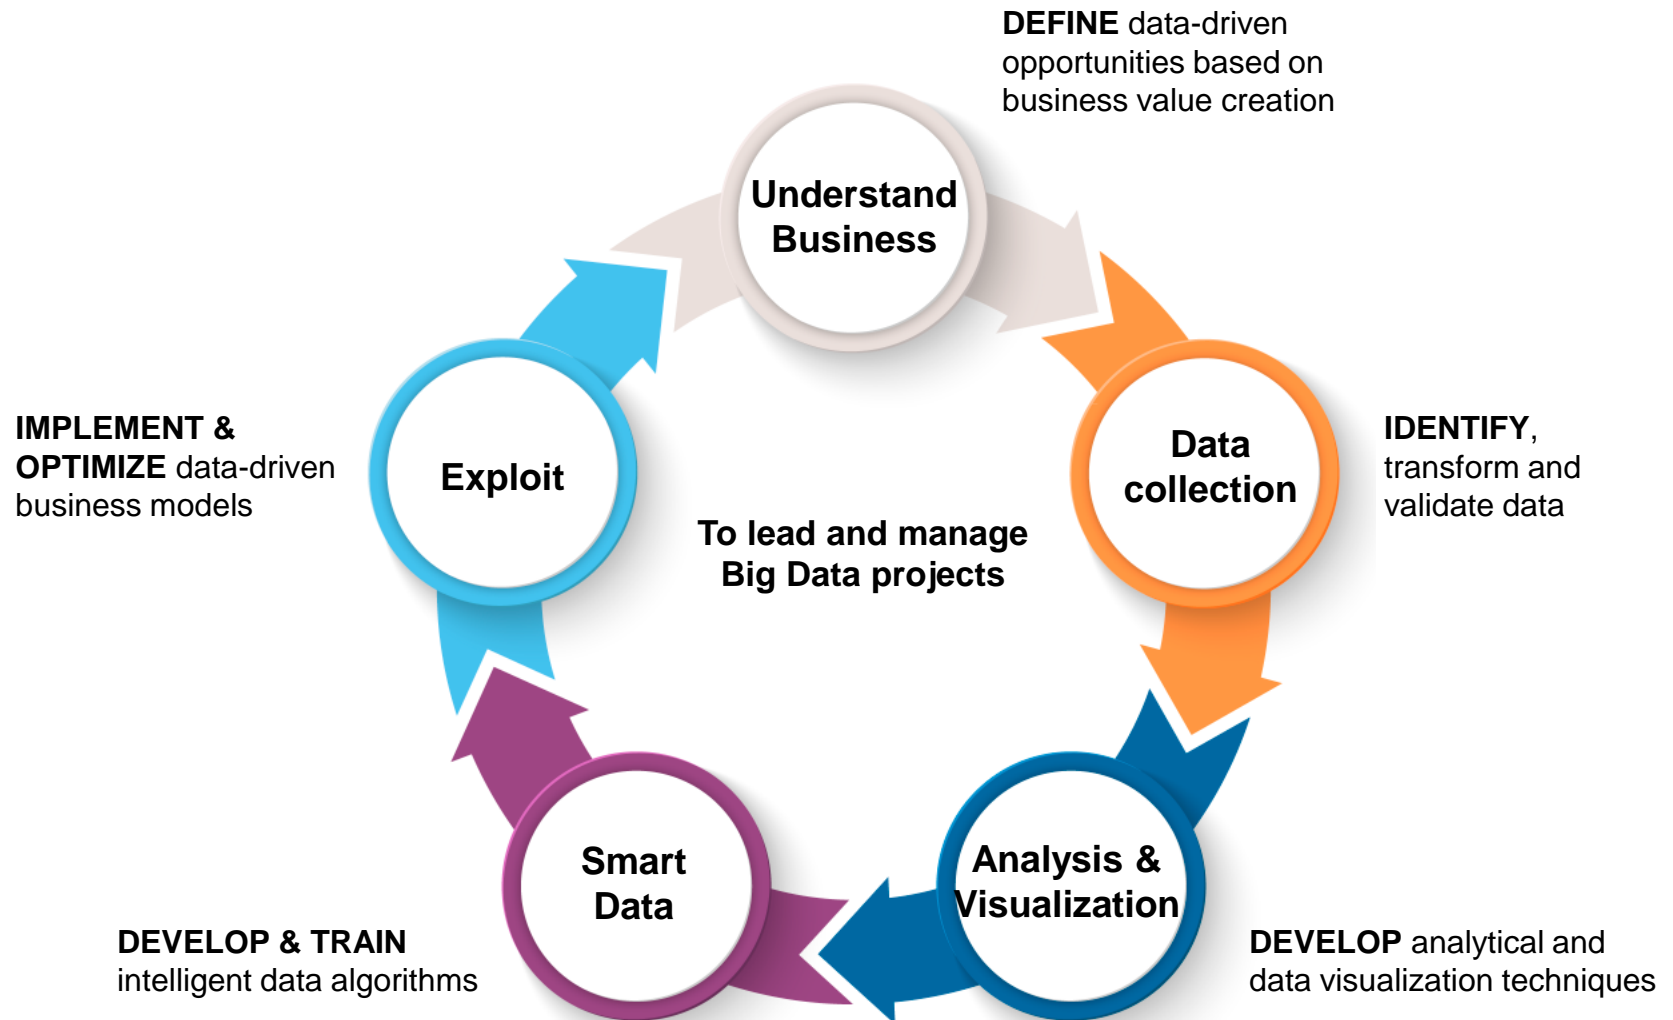 DEFINE data-driven
opportunities based on
business value creation
Understand
Business
Data
collection
IDENTIFY,
transform and
validate data
Analysis &
Visualization
DEVELOP analytical and
data visualization techniques
Smart
Data
DEVELOP & TRAIN
intelligent data algorithms
Exploit
IMPLEMENT &
OPTIMIZE data-driven
business models
To lead and manage
Big Data projects